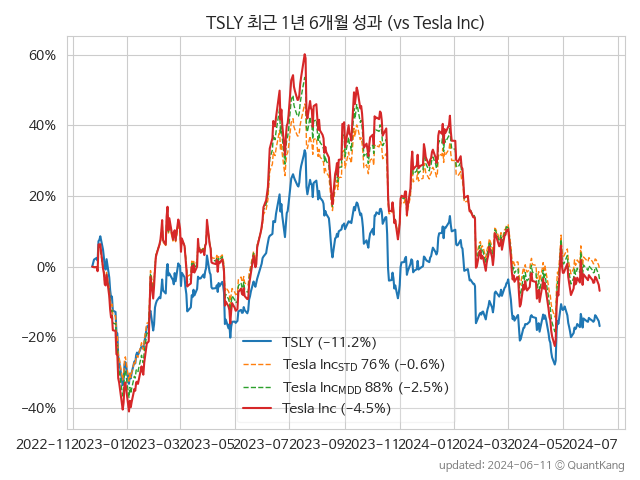 TSLY 최근 1년 6개월 성과 (vs Tesla Inc)
60%
40%
20%
0%
−20%
−40%
TSLY (−11.2%)
Tesla IncSTD 76% (−0.6%)
Tesla IncMDD 88% (−2.5%)
Tesla Inc (−4.5%)
2022−11 2023−01 2023−03 2023−05 2023−07 2023−09 2023−11 2024−01 2024−03 2024−05 2024−07
updated: 2024-06-11 © QuantKang